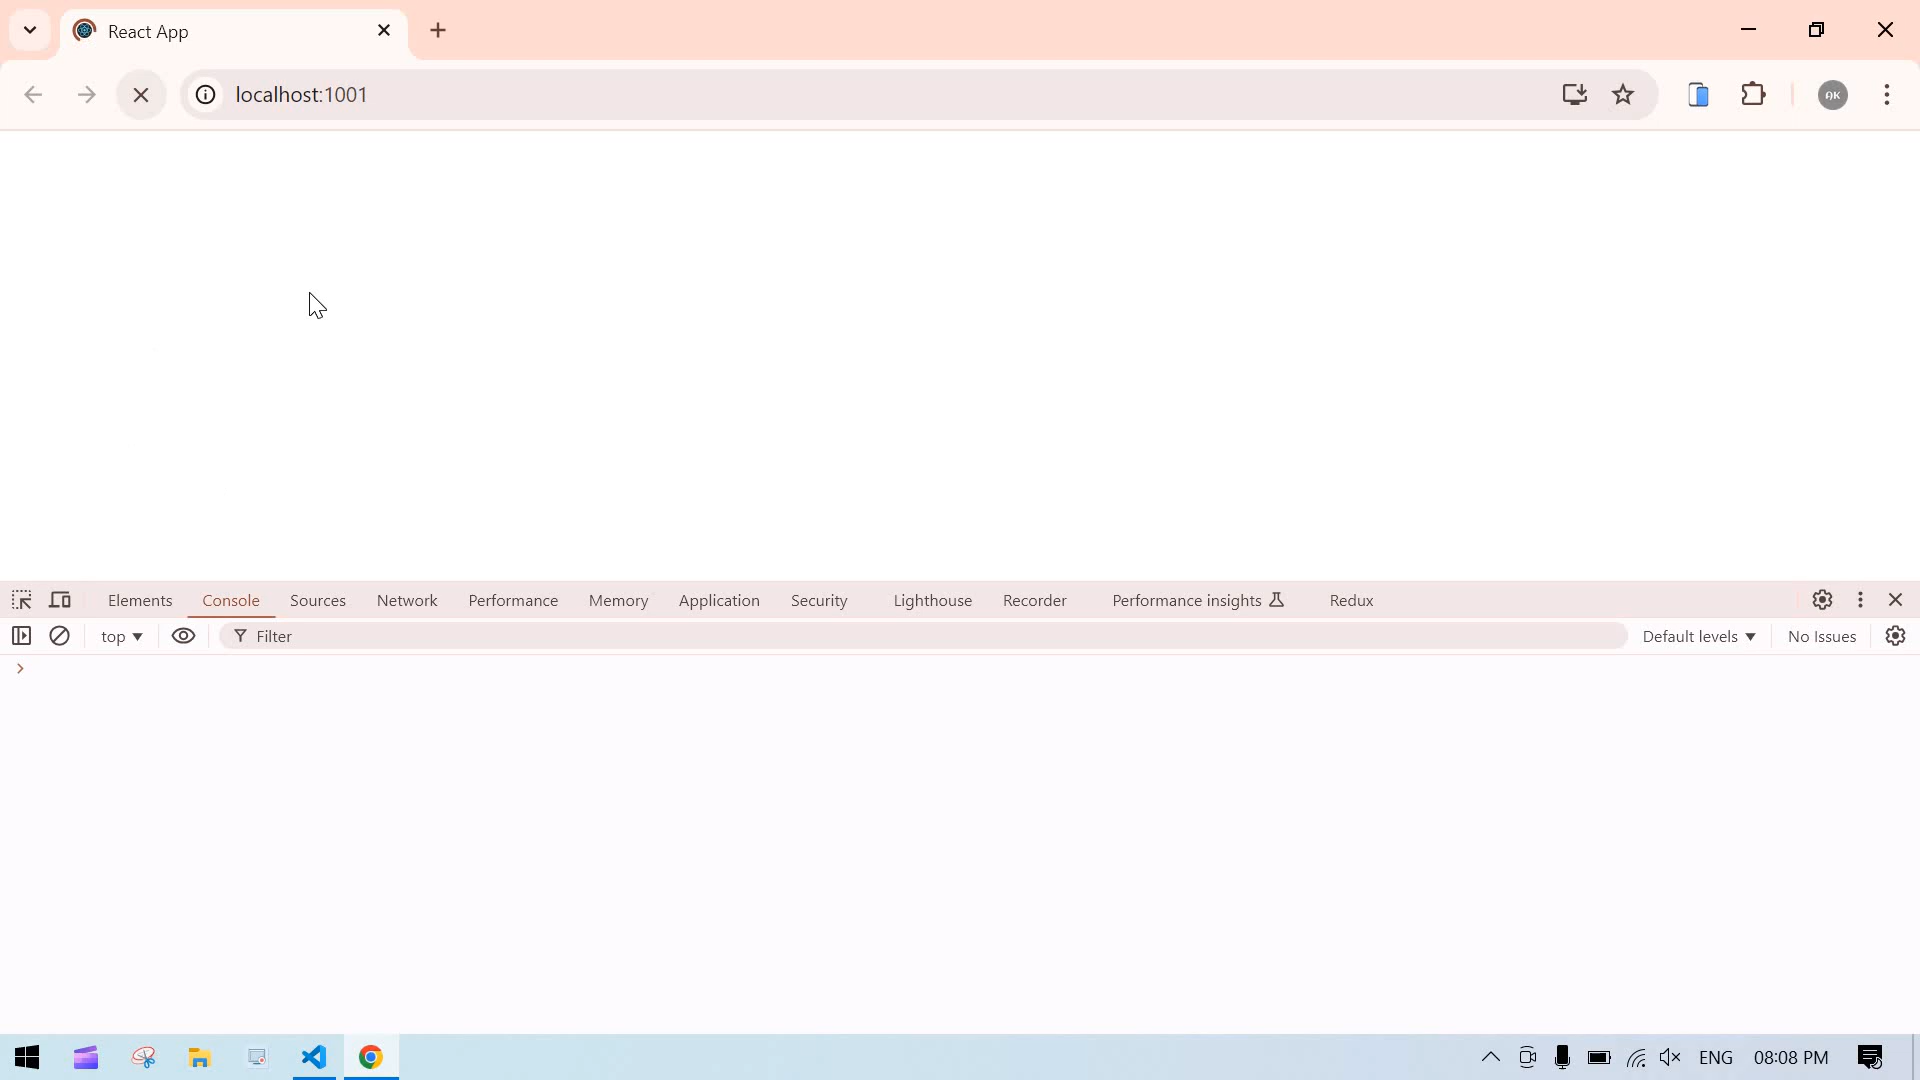 React App
localhost:1001
AK
Elements Console Sources Network Performance Memory Application Security Lighthouse Recorder Performance insights Redux
top Filter Default levels No Issues
ENG 08:08 PM